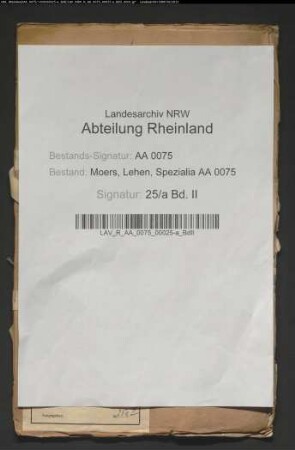 Landesarchiv NRW
Abteilung Rheinland
Bestands-Signatur: AA 0075
Bestand: Moers, Lehen, Spezialia AA 0075
Signatur: 25/a Bd. II
LAV_R_AA_0075_00025-a_BdII